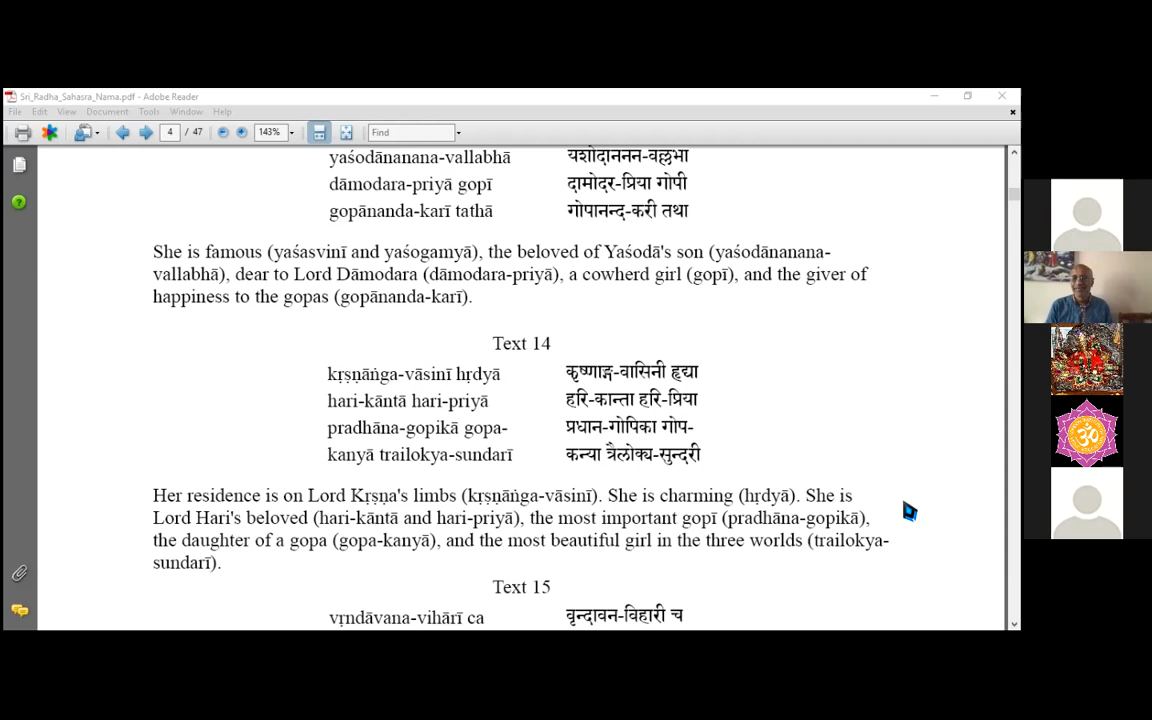 Sri_Radha_Sahasra_Nama.pdf - Adobe Reader
File Edit View Document Tools Window Help
4 / 47 143% Find
yaśodānanana-vallabhā यशोदाननन-वल्लभा
dāmodara-priyā gopī दामोदर-प्रिया गोपी
gopānanda-karī tathā गोपानन्द-करी तथा
She is famous (yaśasvinī and yaśogamyā), the beloved of Yaśodā's son (yaśodānanana-
vallabhā), dear to Lord Dāmodara (dāmodara-priyā), a cowherd girl (gopī), and the giver of
happiness to the gopas (gopānanda-karī).
Text 14
kṛṣṇāṅga-vāsinī hṛdyā कृष्णाङ्ग-वासिनी हृद्या
hari-kāntā hari-priyā हरि-कान्ता हरि-प्रिया
pradhāna-gopikā gopa- प्रधान-गोपिका गोप-
kanyā trailokya-sundarī कन्या त्रैलोक्य-सुन्दरी
Her residence is on Lord Kṛṣṇa's limbs (kṛṣṇāṅga-vāsinī). She is charming (hṛdyā). She is
Lord Hari's beloved (hari-kāntā and hari-priyā), the most important gopī (pradhāna-gopikā),
the daughter of a gopa (gopa-kanyā), and the most beautiful girl in the three worlds (trailokya-
sundarī).
Text 15
vṛndāvana-vihārī ca वृन्दावन-विहारी च
ॐ